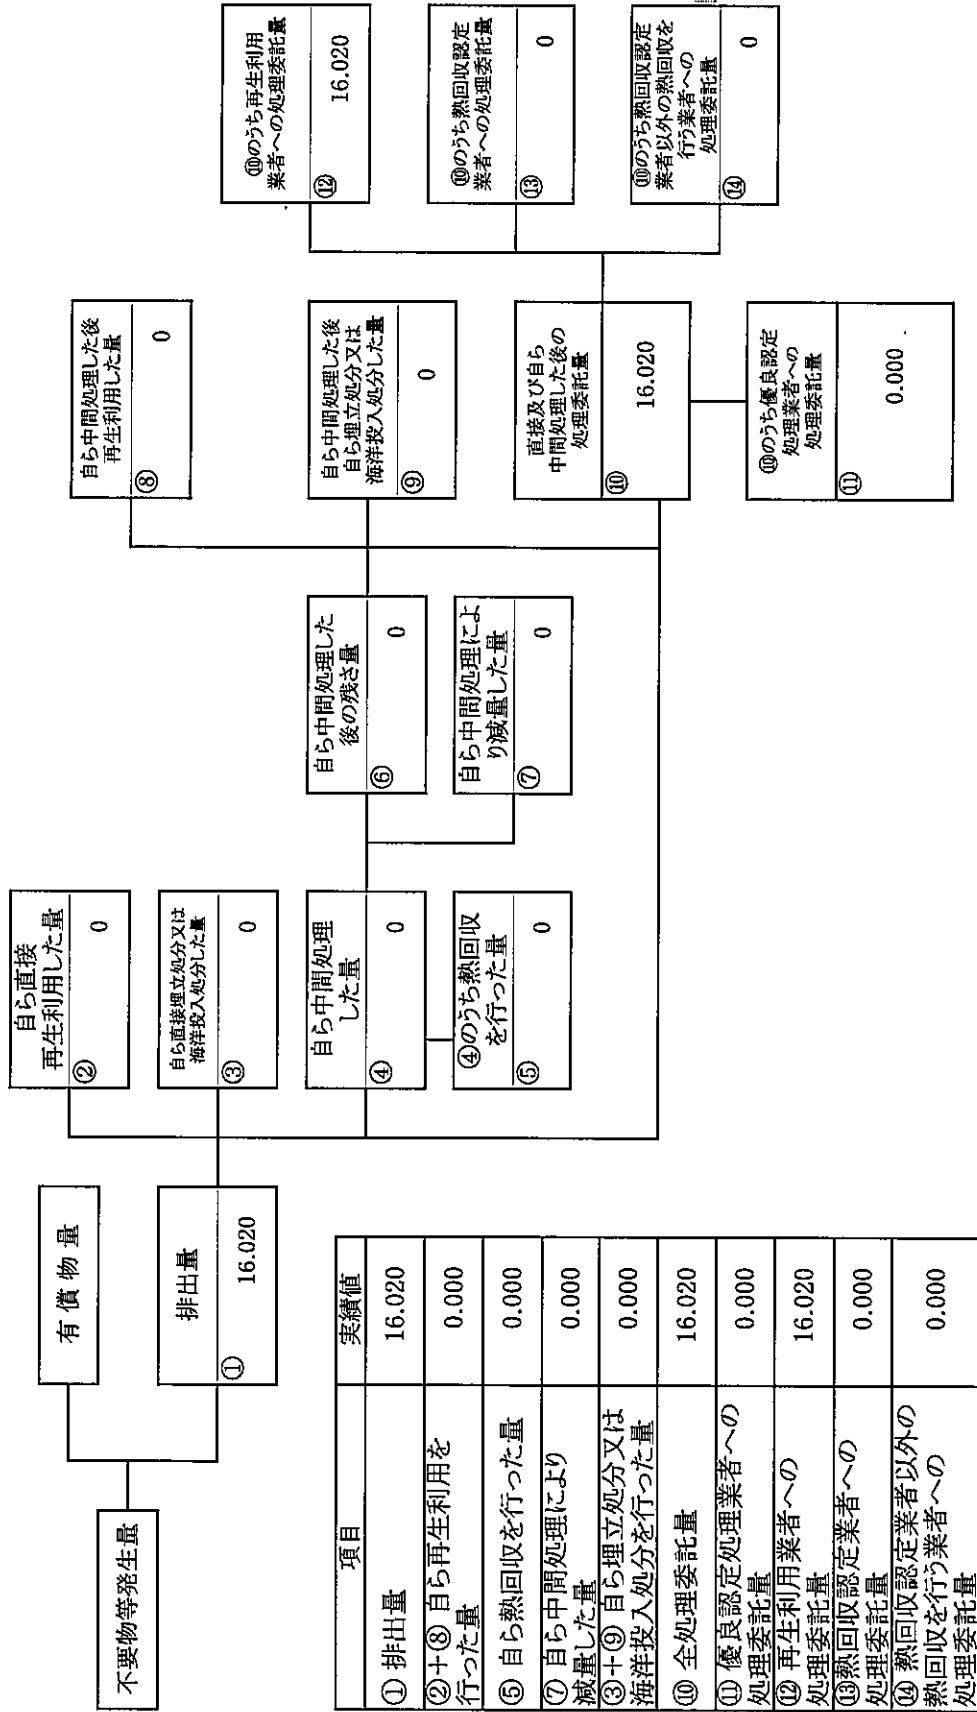 不要物等発生量
有償物量
排出量
①
16.020
自ら直接
再生利用した量
②
0
自ら直接埋立処分又は
海洋投入処分した量
③
0
自ら中間処理
した量
④
0
④のうち熱回収
を行った量
⑤
0
自ら中間処理した
後の残さ量
⑥
0
自ら中間処理によ
り減量した量
⑦
0
自ら中間処理した後
再生利用した量
⑧
0
自ら中間処理した後
自ら埋立処分又は
海洋投入処分した量
⑨
0
直接及び自ら
中間処理した後の
処理委託量
⑩
16.020
⑩のうち優良認定
処理業者への
処理委託量
⑪
0.000
⑩のうち再生利用
業者への処理委託量
⑫
16.020
⑩のうち熱回収認定
業者への処理委託量
⑬
0
⑩のうち熱回収認定
業者以外の熱回収を
行う業者への
処理委託量
⑭
0
項目
実績値
① 排出量
16.020
②+⑧ 自ら再生利用を
行った量
0.000
⑤ 自ら熱回収を行った量
0.000
⑦ 自ら中間処理により
減量した量
0.000
③+⑨ 自ら埋立処分又は
海洋投入処分を行った量
0.000
⑩ 全処理委託量
16.020
⑪ 優良認定処理業者への
処理委託量
0.000
⑫ 再生利用業者への
処理委託量
16.020
⑬熱回収認定業者への
処理委託量
0.000
⑭ 熱回収認定業者以外の
熱回収を行う業者への
処理委託量
0.000